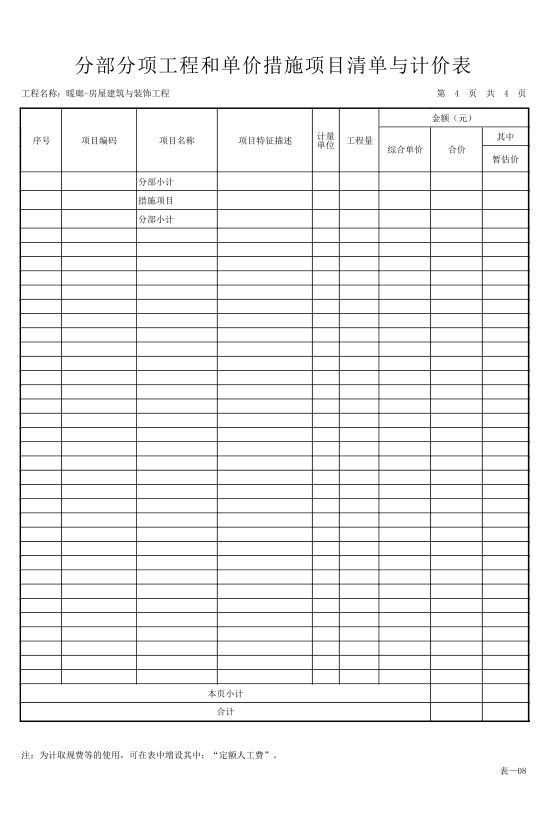 分部分项工程和单价措施项目清单与计价表
工程名称：暖廊-房屋建筑与装饰工程 第 4 页 共 4 页
序号 项目编码 项目名称 项目特征描述 计量单位 工程量 金额（元）
综合单价 合价 其中
暂估价
分部小计
措施项目
分部小计
本页小计
合计
注：为计取规费等的使用，可在表中增设其中：“定额人工费”。
表—08